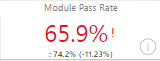 Module Pass Rate
65.9%!
: 74.2% (-11.23%)